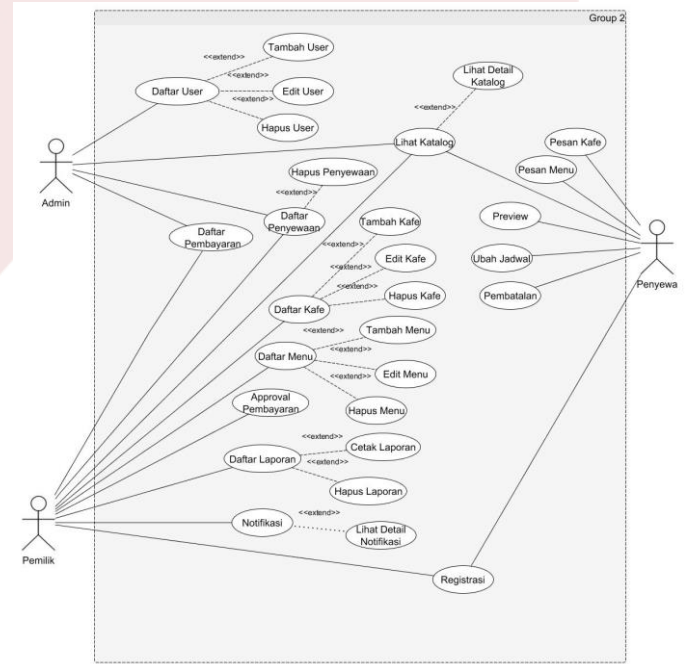 Group 2
Tambah User
<<extend>>
Daftar User
<<extend>>
Edit User
<<extend>>
Hapus User
Lihat Detail
Katalog
<<extend>>
Lihat Katalog
Pesan Kafe
Pesan Menu
Admin
Hapus Penyewaan
<<extend>>
Daftar
Penyewaan
Daftar
Pembayaran
Tambah Kafe
<<extend>>
Edit Kafe
<<extend>>
<<extend>>
Hapus Kafe
Daftar Kafe
Preview
Ubah Jadwal
Pembatalan
Penyewa
<<extend>>
Tambah Menu
Daftar Menu
<<extend>>
Edit Menu
<<extend>>
Hapus Menu
Approval
Pembayaran
<<extend>>
Cetak Laporan
Daftar Laporan
<<extend>>
Hapus Laporan
<<extend>>
Notifikasi
Lihat Detail
Notifikasi
Pemilik
Registrasi